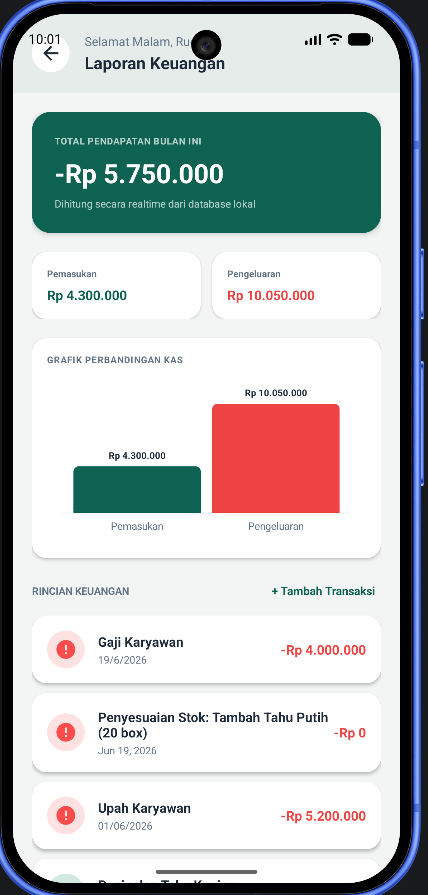 10:01
Selamat Malam,
Laporan Keuangan
TOTAL PENDAPATAN BULAN INI
-Rp 5.750.000
Dihitung secara realtime dari database lokal
Pemasukan
Rp 4.300.000
Pengeluaran
Rp 10.050.000
GRAFIK PERBANDINGAN KAS
Rp 10.050.000
Rp 4.300.000
Pemasukan
Pengeluaran
RINCIAN KEUANGAN
+ Tambah Transaksi
Gaji Karyawan
19/6/2026
-Rp 4.000.000
Penyesuaian Stok: Tambah Tahu Putih
(20 box)
-Rp 0
Jun 19, 2026
Upah Karyawan
01/06/2026
-Rp 5.200.000